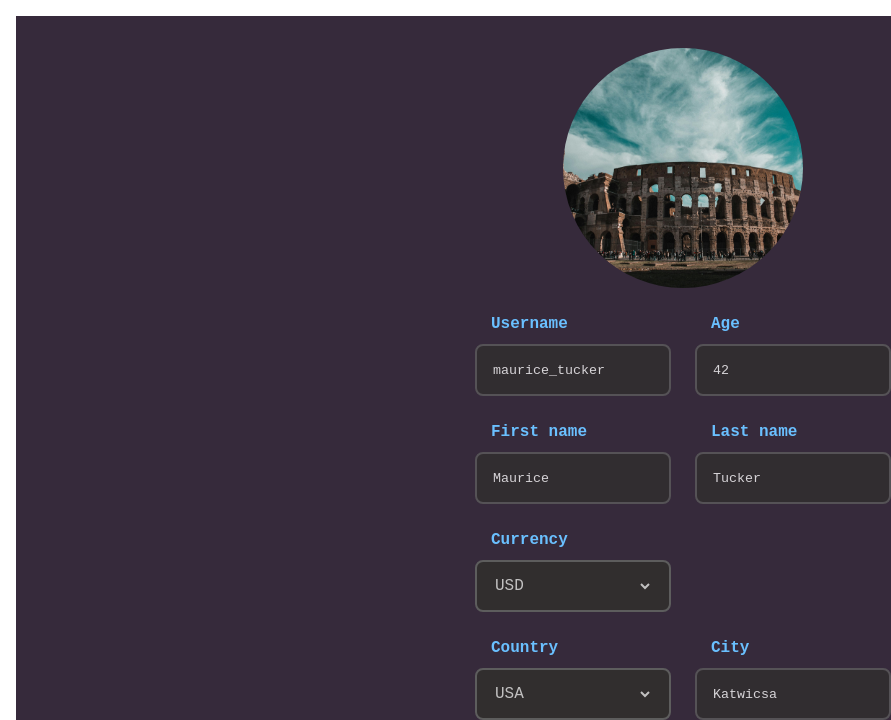 Username Age
maurice_tucker 42
First name Last name
Maurice Tucker
Currency
USD
Country City
USA Katwicsa